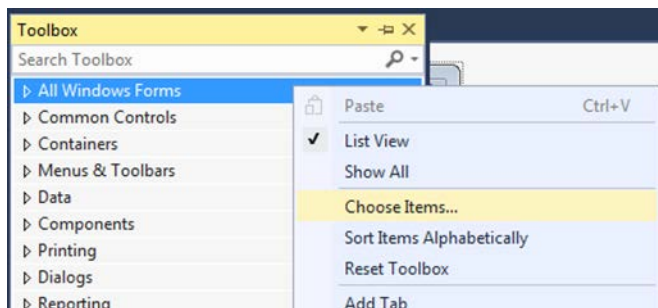 Toolbox
Search Toolbox
All Windows Forms
Common Controls
Containers
Menus & Toolbars
Data
Components
Printing
Dialogs
Reporting
Paste Ctrl+V
List View
Show All
Choose Items...
Sort Items Alphabetically
Reset Toolbox
Add Tab